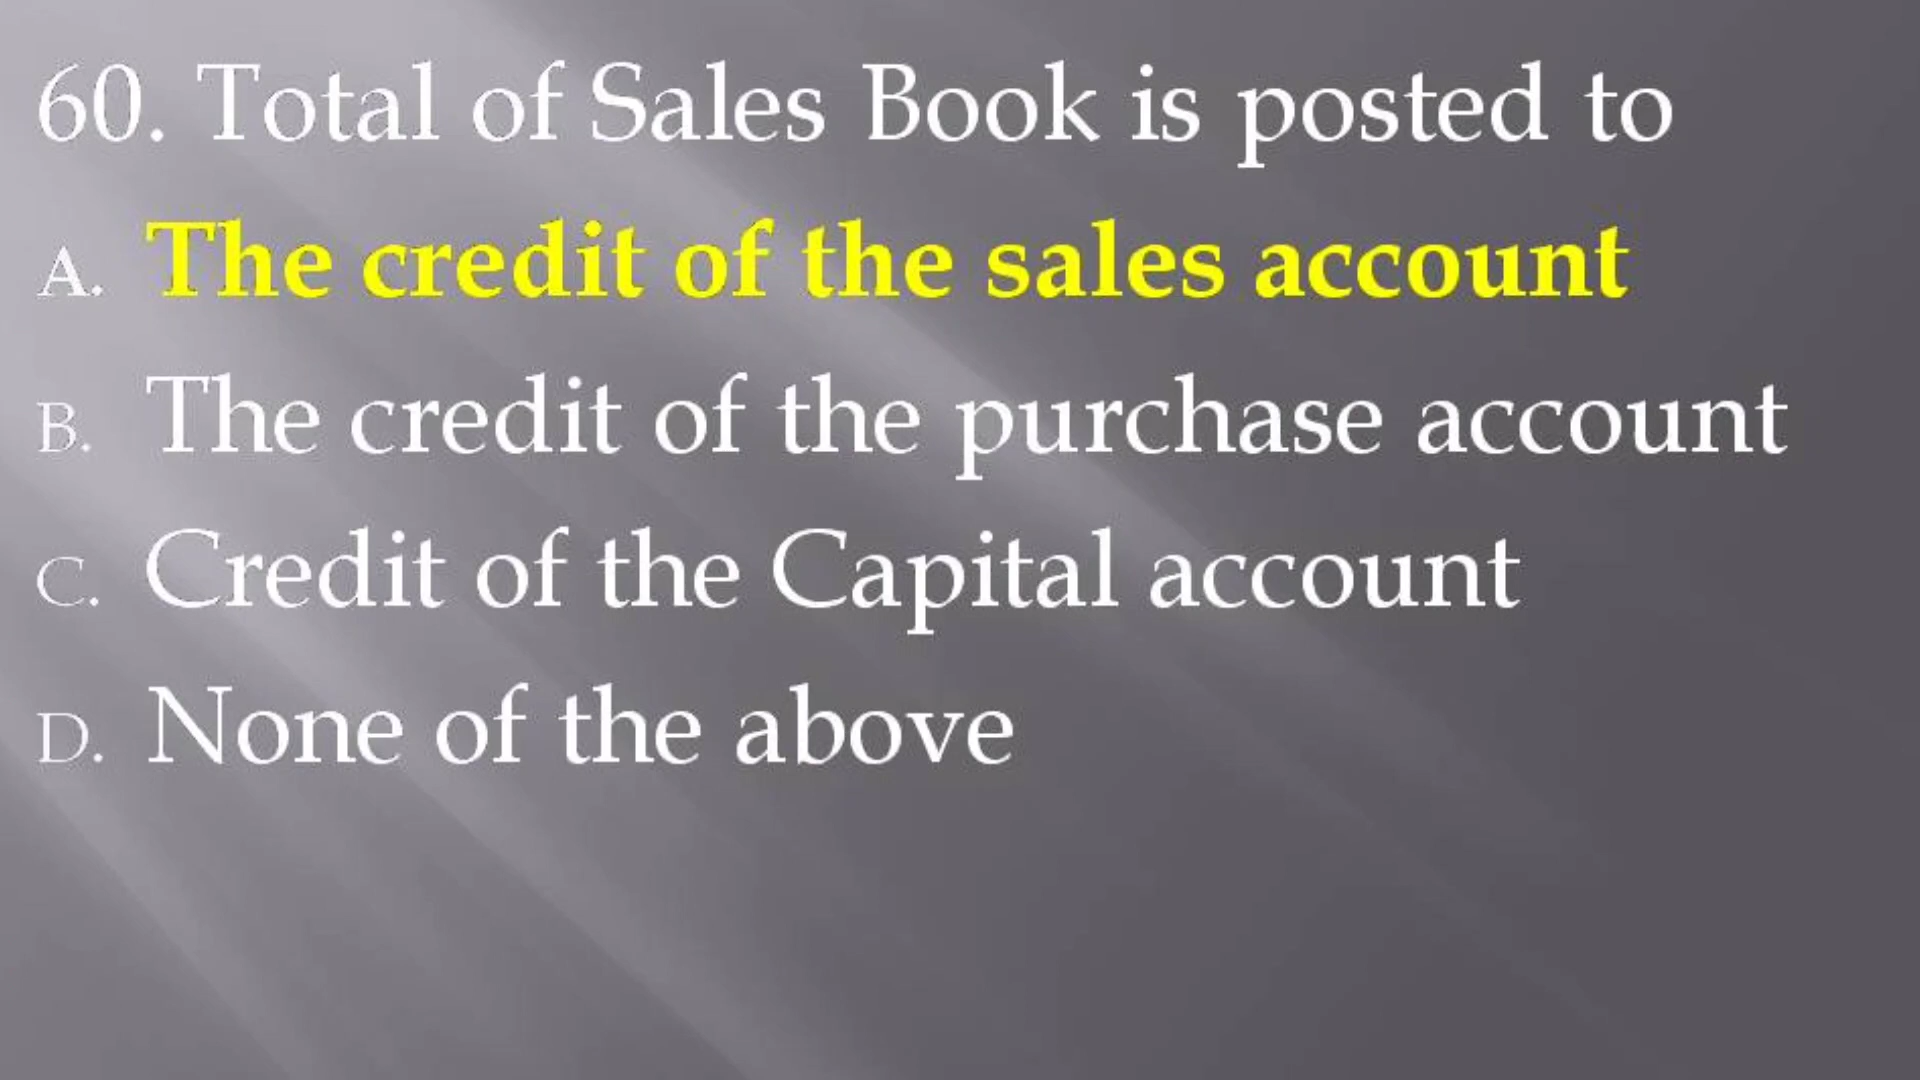 60. Total of Sales Book is posted to
A. The credit of the sales account
B. The credit of the purchase account
C. Credit of the Capital account
D. None of the above